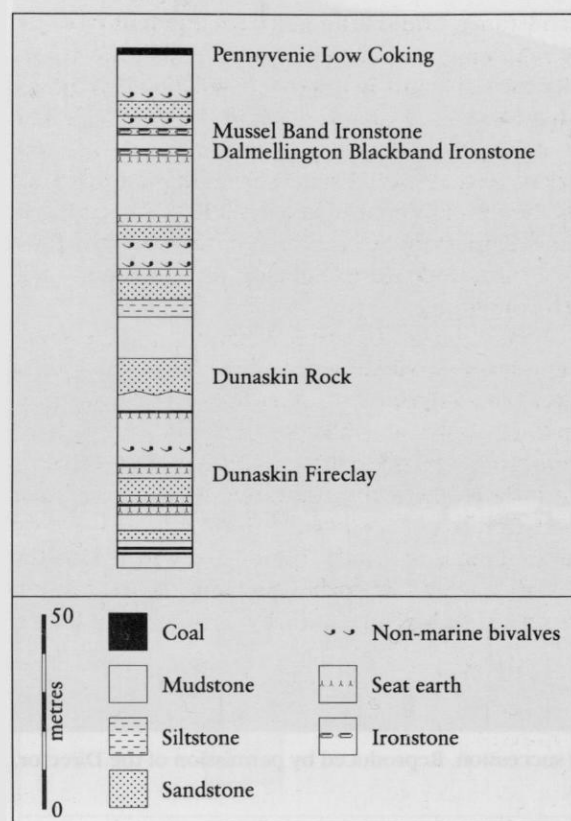 Pennyvenie Low Coking
Mussel Band Ironstone
Dalmellington Blackband Ironstone
Dunaskin Rock
Dunaskin Fireclay
50
metres
0
Coal
Mudstone
Siltstone
Sandstone
Non-marine bivalves
Seat earth
Ironstone